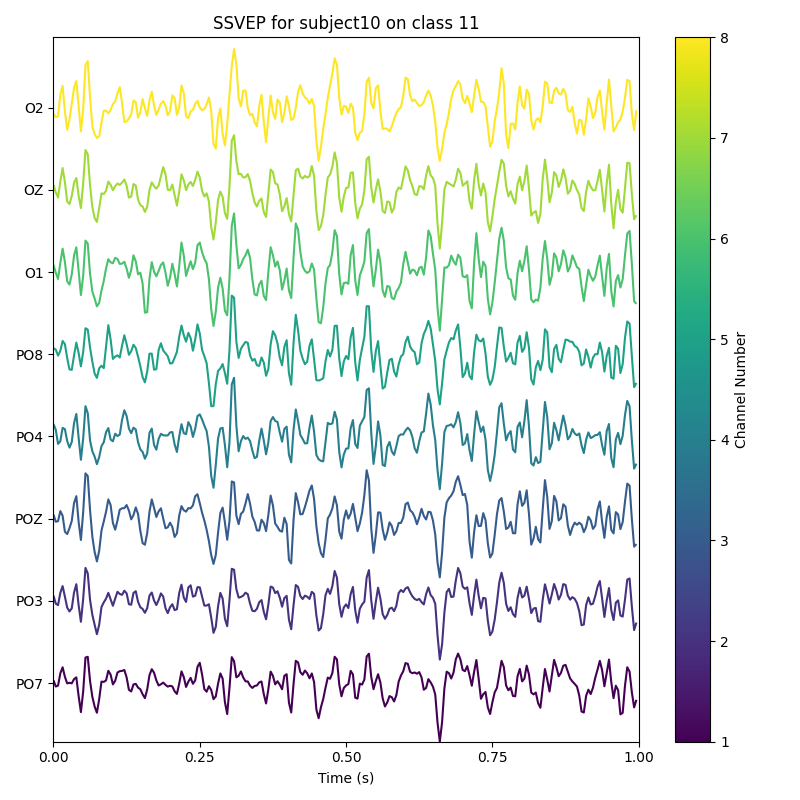 SSVEP for subject10 on class 11
O2
OZ
O1
PO8
PO4
POZ
PO3
PO7
0.00 0.25 0.50 0.75 1.00
Time (s)
8
7
6
5
4
3
2
1
Channel Number